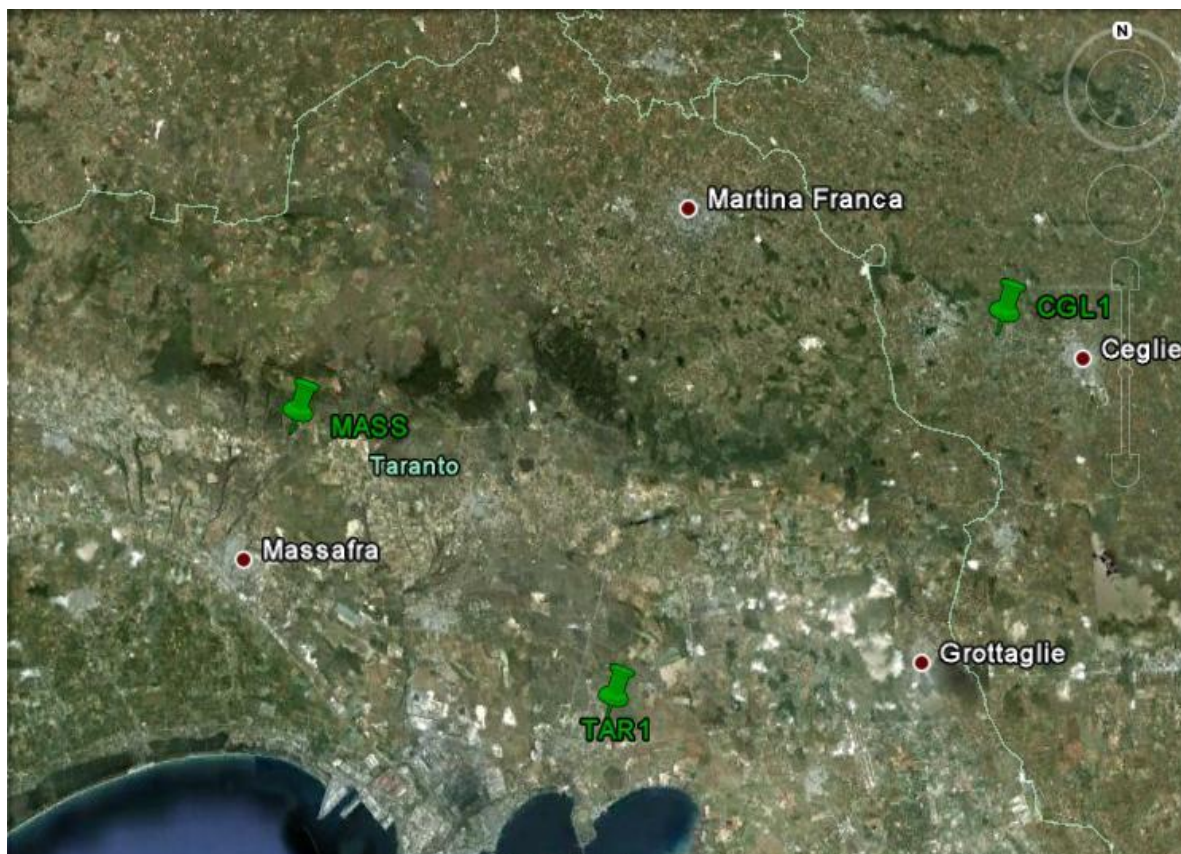 N
Martina Franca
CGL1
Ceglie
MASS
Taranto
Massafra
Grottaglie
TAR1